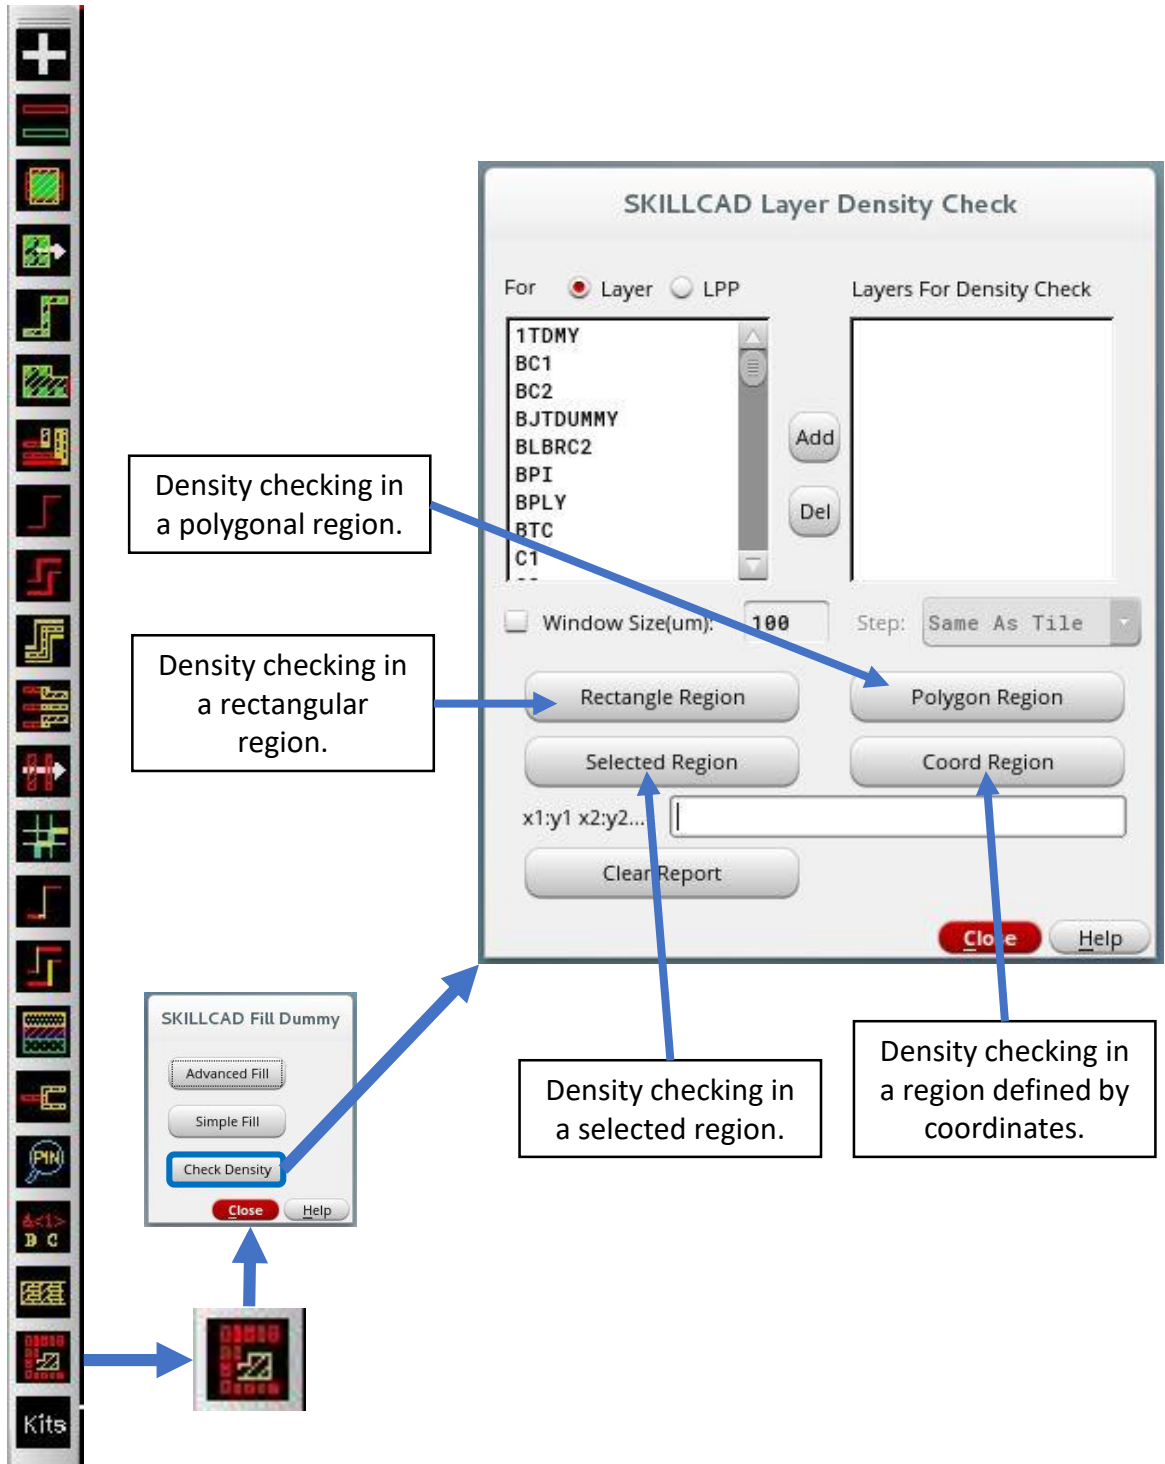 SKILLCAD Layer Density Check
For Layer LPP
Layers For Density Check
1TDMY
BC1
BC2
BJTDUMMY
BLBRC2
BPI
BPLY
BTC
C1
Add
Del
Window Size(um): 100
Step: Same As Tile
Rectangle Region
Polygon Region
Selected Region
Coord Region
x1:y1 x2:y2...
Clear Report
Close
Help
Density checking in
a polygonal region.
Density checking in
a rectangular
region.
Density checking in
a selected region.
Density checking in
a region defined by
coordinates.
SKILLCAD Fill Dummy
Advanced Fill
Simple Fill
Check Density
Close
Help
PIN
B C
Kits